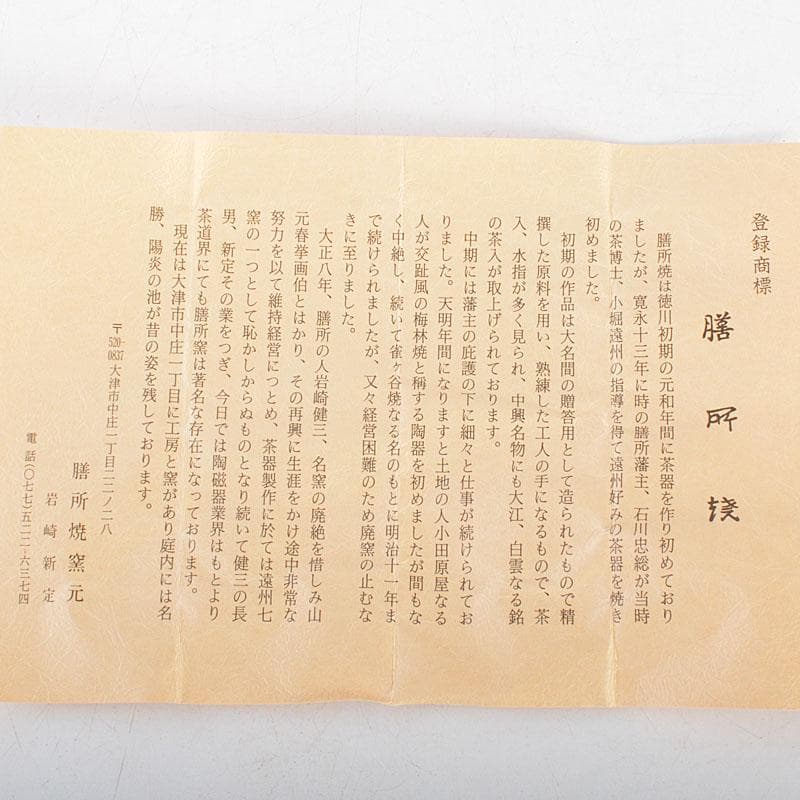 登録商標
膳所焼
膳所焼は徳川初期の元和年間に茶器を作り初めており
ましたが、寛永十三年に時の膳所藩主、石川忠総が当時
の茶博士、小堀遠州の指導を得て遠州好みの茶器を焼き
初めました。
初期の作品は大名間の贈答用として造られたもので精
撰した原料を用い、熟練した工人の手になるもので、茶
入、水指が多く見られ、中興名物にも大江、白雲なる銘
の茶入が取上げられております。
中期には藩主の庇護の下に細々と仕事が続けられてお
りました。天明年間になりますと土地の人小田原屋なる
人が交趾風の梅林焼と称する陶器を初めましたが間もな
く中絶し、続いて雀ヶ谷焼なる名のもとに明治十一年ま
で続けられましたが、又々経営困難のため廃窯の止むな
きに至りました。
大正八年、膳所の人岩崎健三、名窯の廃絶を惜しみ山
元春挙画伯とはかり、その再興に生涯をかけ途中非常な
努力を以て維持経営につとめ、茶器製作に於ては遠州七
窯の一つとして恥かしからぬものとなり続いて健三の長
男、新定その業をつぎ、今日では陶磁器業界はもとより
茶道界にても膳所窯は著名な存在になっております。
現在は大津市中庄一丁目に工房と窯があり庭内には名
勝、陽炎の池が昔の姿を残しております。
〒520-0837 大津市中庄一丁目二二ノ二八
膳所焼窯元
岩崎新定
電話(〇七七)五二二-六三七四